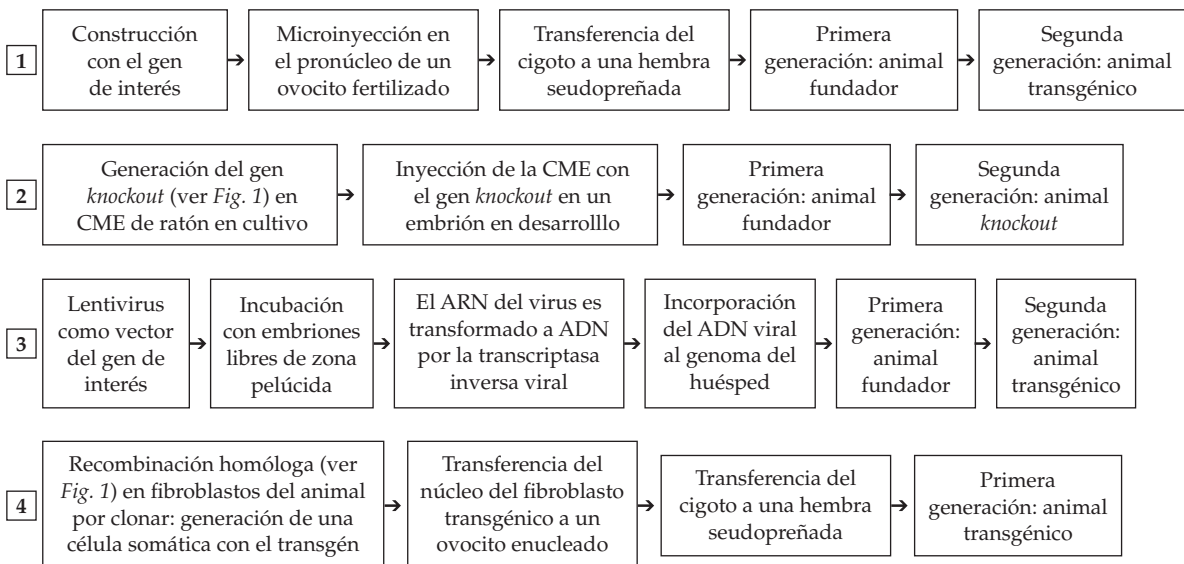 1
Construcción
con el gen
de interés
Microinyección en
el pronúcleo de un
ovocito fertilizado
Transferencia del
cigoto a una hembra
seudopreñada
Primera
generación: animal
fundador
Segunda
generación: animal
transgénico
2
Generación del gen
knockout (ver Fig. 1) en
CME de ratón en cultivo
Inyección de la CME con
el gen knockout en un
embrión en desarrolllo
Primera
generación: animal
fundador
Segunda
generación: animal
knockout
3
Lentivirus
como vector
del gen de
interés
Incubación
con embriones
libres de zona
pelúcida
El ARN del virus es
transformado a ADN
por la transcriptasa
inversa viral
Incorporación
del ADN viral
al genoma del
huésped
Primera
generación:
animal
fundador
Segunda
generación:
animal
transgénico
4
Recombinación homóloga (ver
Fig. 1) en fibroblastos del animal
por clonar: generación de una
célula somática con el transgén
Transferencia del
núcleo del fibroblasto
transgénico a un
ovocito enucleado
Transferencia del
cigoto a una hembra
seudopreñada
Primera
generación: animal
transgénico